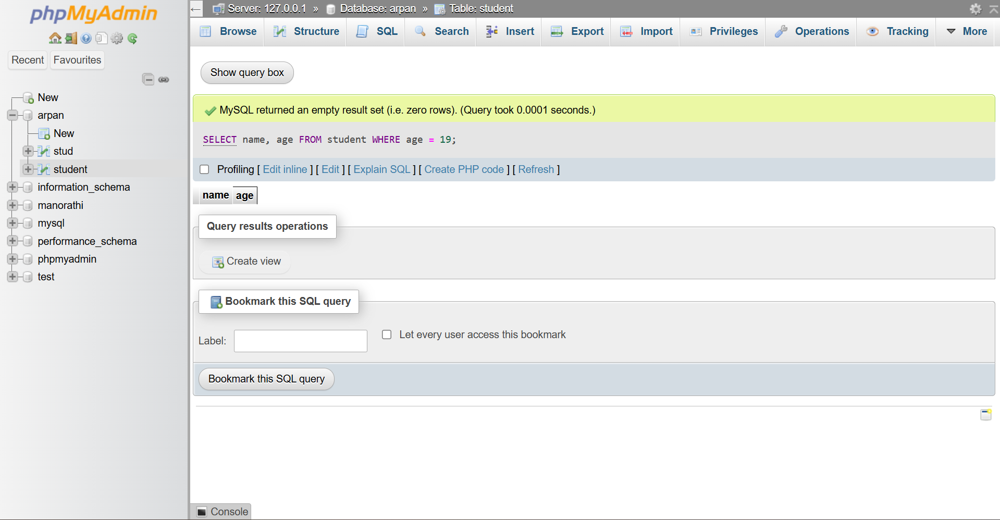 phpMyAdmin
Recent
Favourites
New
arpan
New
stud
student
information_schema
manorathi
mysql
performance_schema
phpmyadmin
test
← Server: 127.0.0.1 » Database: arpan » Table: student
Browse Structure SQL Search Insert Export Import Privileges Operations Tracking More
Show query box
MySQL returned an empty result set (i.e. zero rows). (Query took 0.0001 seconds.)
SELECT name, age FROM student WHERE age = 19;
Profiling [ Edit inline ] [ Edit ] [ Explain SQL ] [ Create PHP code ] [ Refresh ]
name age
Query results operations
Create view
Bookmark this SQL query
Label:
Let every user access this bookmark
Bookmark this SQL query
Console